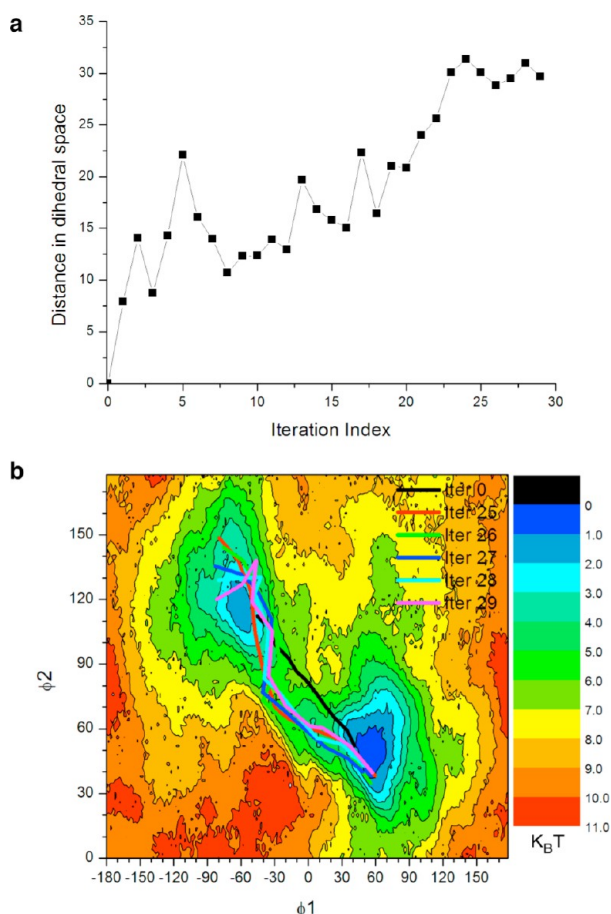 a
35
30
25
20
15
10
5
0
0 5 10 15 20 25 30
Distance in dihedral space
Iteration Index
b
Iter 0
Iter 25
Iter 26
Iter 27
Iter 28
Iter 29
150
120
90
60
30
0
-180 -150 -120 -90 -60 -30 0 30 60 90 120 150
ϕ2
ϕ1
0
1.0
2.0
3.0
4.0
5.0
6.0
7.0
8.0
9.0
10.0
11.0
KBT